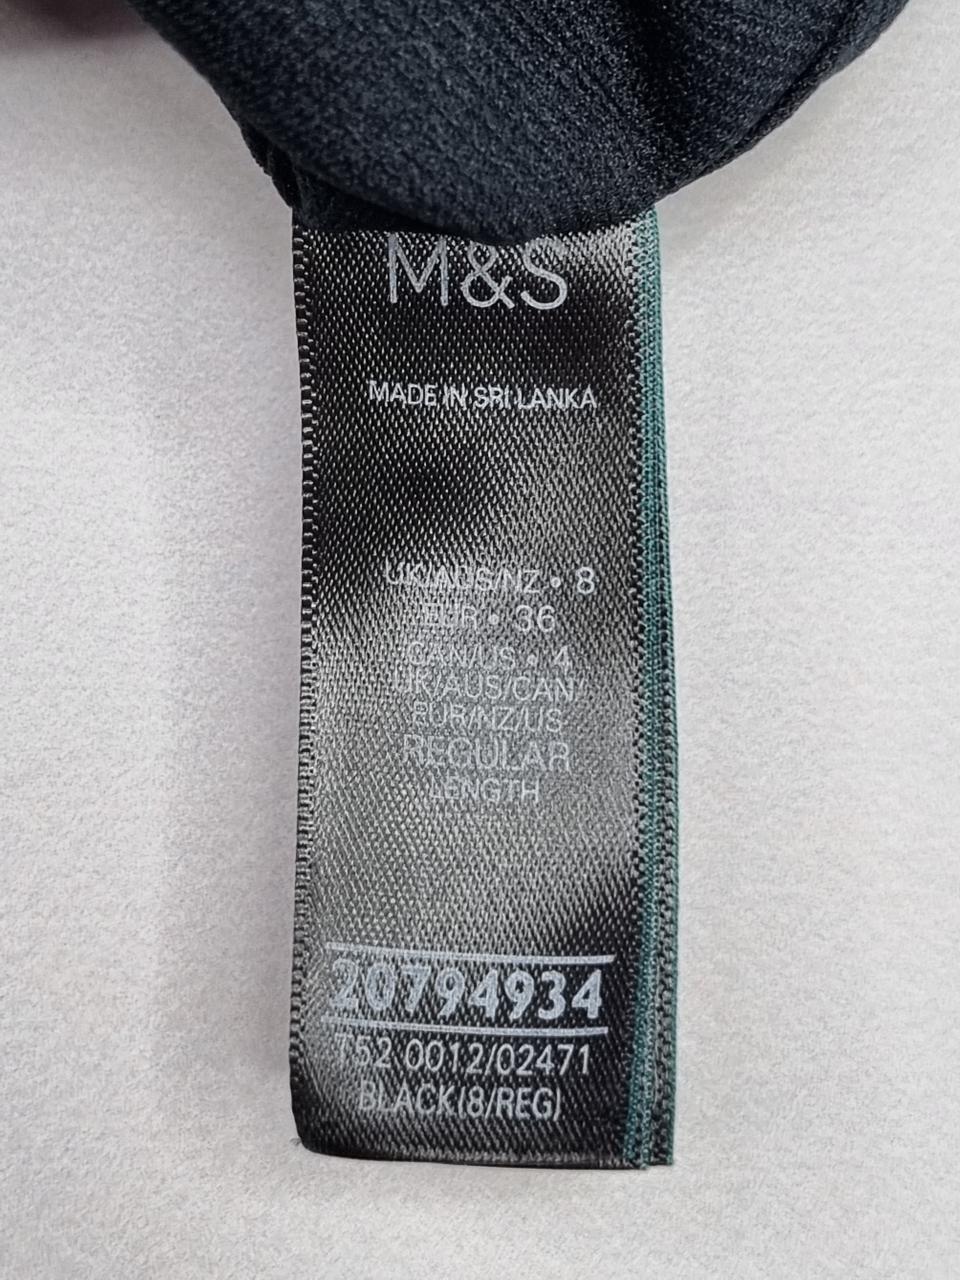 M&S
MADE IN SRI LANKA
UK/AUS/NZ • 8
EUR • 36
CAN/US • 4
UK/AUS/CAN/
EUR/NZ/US
REGULAR
LENGTH
20794934
T52 0012/02471
BLACK(8/REG)